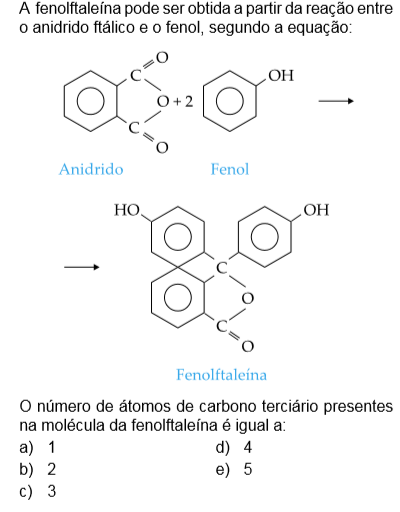 A fenolftaleína pode ser obtida a partir da reação entre
o anidrido ftálico e o fenol, segundo a equação:
O
C
O + 2
OH
C
O
Anidrido
Fenol
HO
OH
C
O
C
O
Fenolftaleína
O número de átomos de carbono terciário presentes
na molécula da fenolftaleína é igual a:
a) 1
d) 4
b) 2
e) 5
c) 3